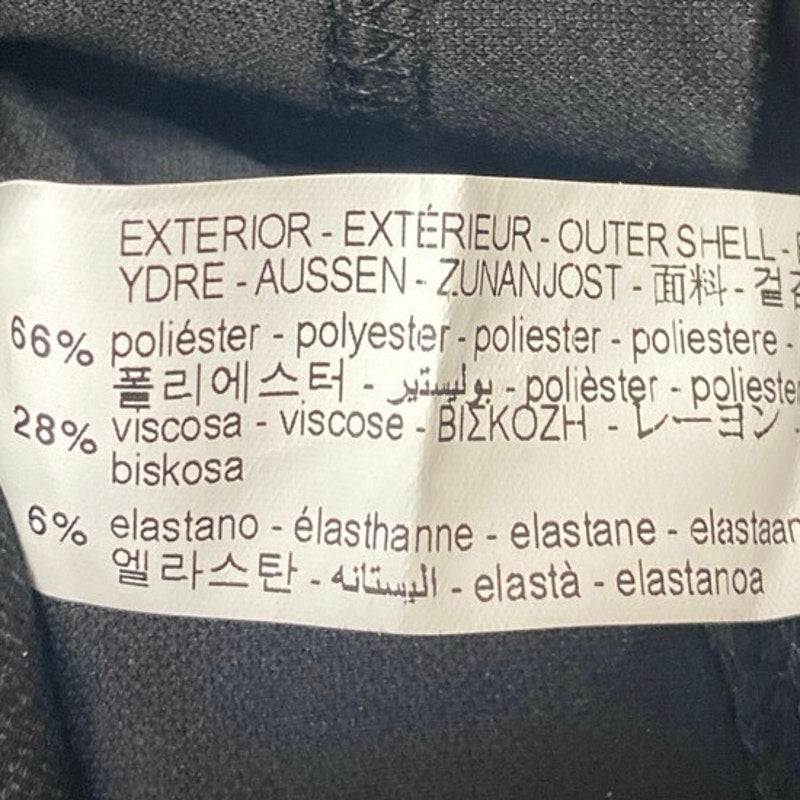 EXTERIOR - EXTÉRIEUR - OUTER SHELL -
YDRE - AUSSEN - ZUNANJOST - 面料 -
66% poliéster - polyester - poliester - poliestere -
폴리에스터 - بوليستير - polièster - poliester
28% viscosa - viscose - ΒΙΣΚΟΖΗ - レーヨン -
biskosa
6% elastano - élasthanne - elastane - elastaan
엘라스탄 - اليستانه - elastà - elastanoa